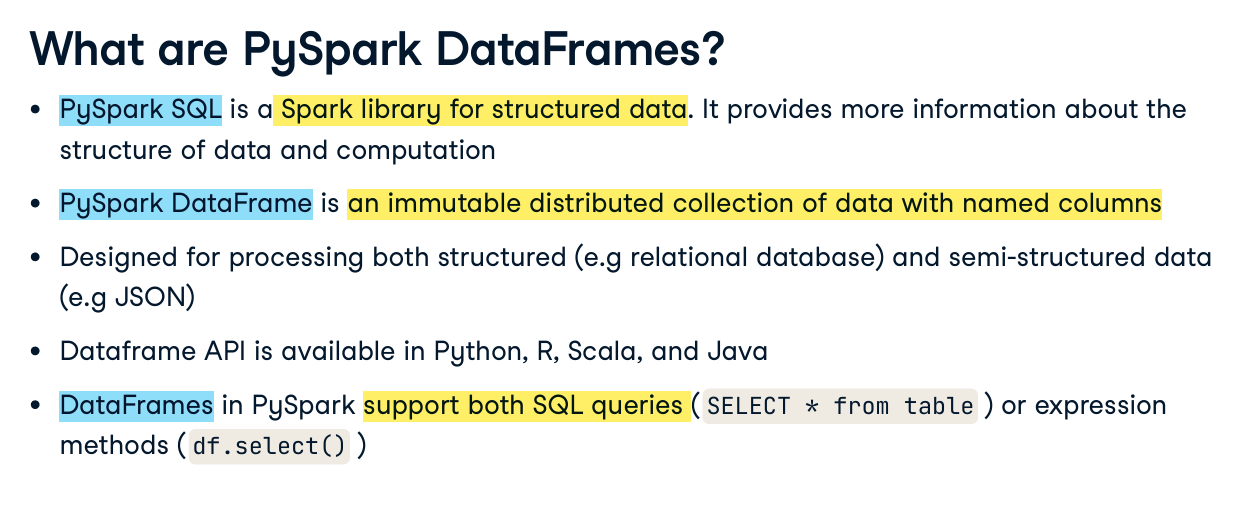 What are PySpark DataFrames?
• PySpark SQL is a Spark library for structured data. It provides more information about the
structure of data and computation
• PySpark DataFrame is an immutable distributed collection of data with named columns
• Designed for processing both structured (e.g relational database) and semi-structured data
(e.g JSON)
• Dataframe API is available in Python, R, Scala, and Java
• DataFrames in PySpark support both SQL queries (SELECT * from table ) or expression
methods (df.select() )